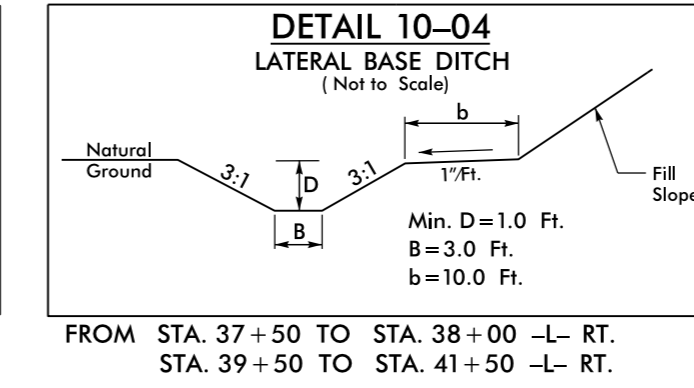 DETAIL 10–04
LATERAL BASE DITCH
( Not to Scale)
b
Natural
Ground
3:1
D
3:1
1"/Ft.
Fill
Slope
B
Min. D=1.0 Ft.
B=3.0 Ft.
b=10.0 Ft.
FROM STA. 37+50 TO STA. 38+00 –L– RT.
STA. 39+50 TO STA. 41+50 –L– RT.